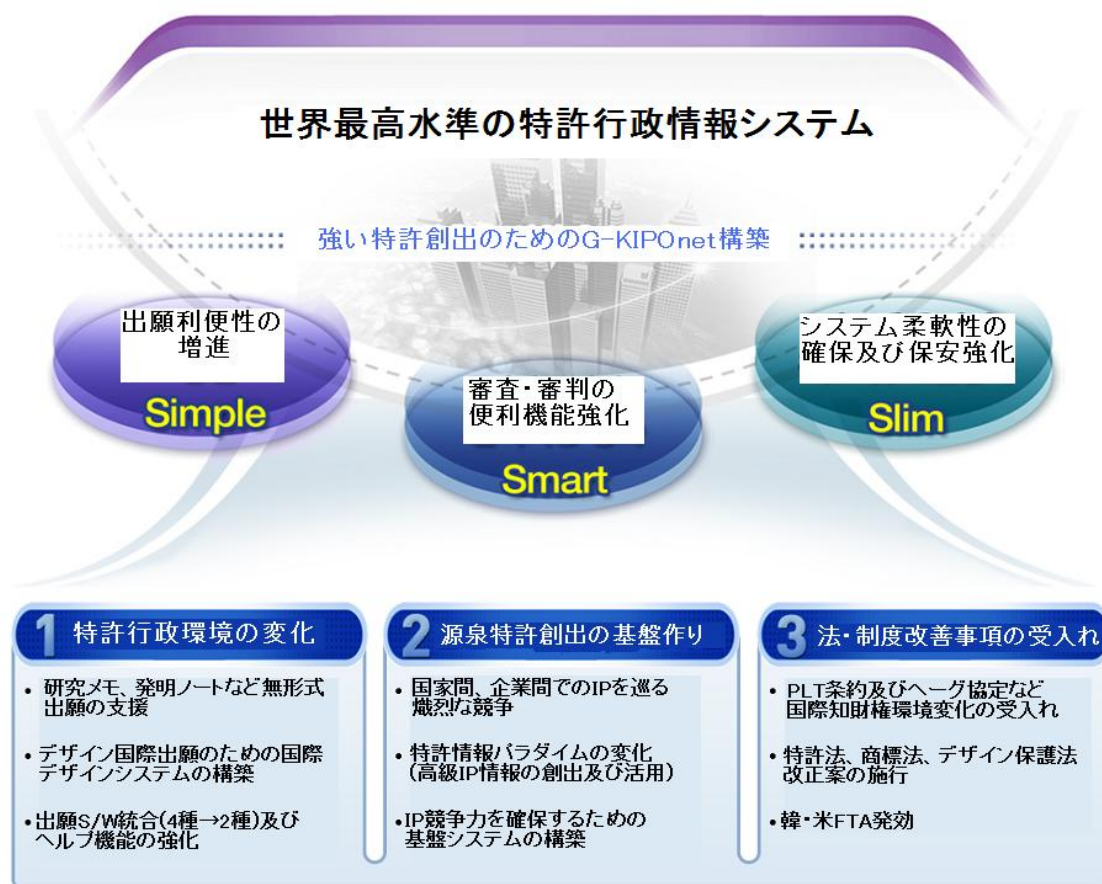 世界最高水準の特許行政情報システム
強い特許創出のためのG-KIPOnet構築
出願利便性の
増進
Simple
審査・審判の
便利機能強化
Smart
システム柔軟性の
確保及び保安強化
Slim
1 特許行政環境の変化
• 研究メモ、発明ノートなど無形式
出願の支援
• デザイン国際出願のための国際
デザインシステムの構築
•出願S/W統合(4種→2種)及び
ヘルプ機能の強化
2 源泉特許創出の基盤作り
• 国家間、企業間でのIPを巡る
熾烈な競争
• 特許情報パラダイムの変化
(高級IP情報の創出及び活用)
•IP競争力を確保するための
基盤システムの構築
3 法・制度改善事項の受入れ
• PLT条約及びヘーグ協定など
国際知財権環境変化の受入れ
• 特許法、商標法、デザイン保護法
改正案の施行
• 韓・米FTA発効